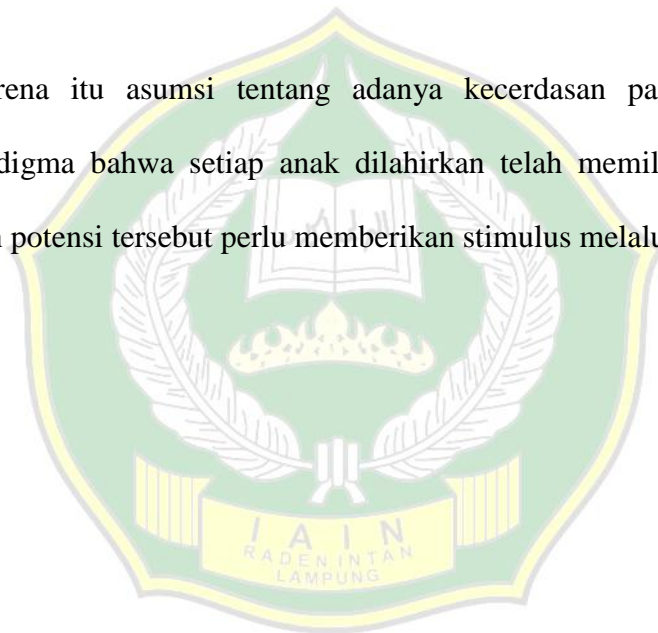 rena itu asumsi tentang adanya kecerdasan pa
digma bahwa setiap anak dilahirkan telah memil
potensi tersebut perlu memberikan stimulus melalu
I A I N
RADEN INTAN
LAMPUNG